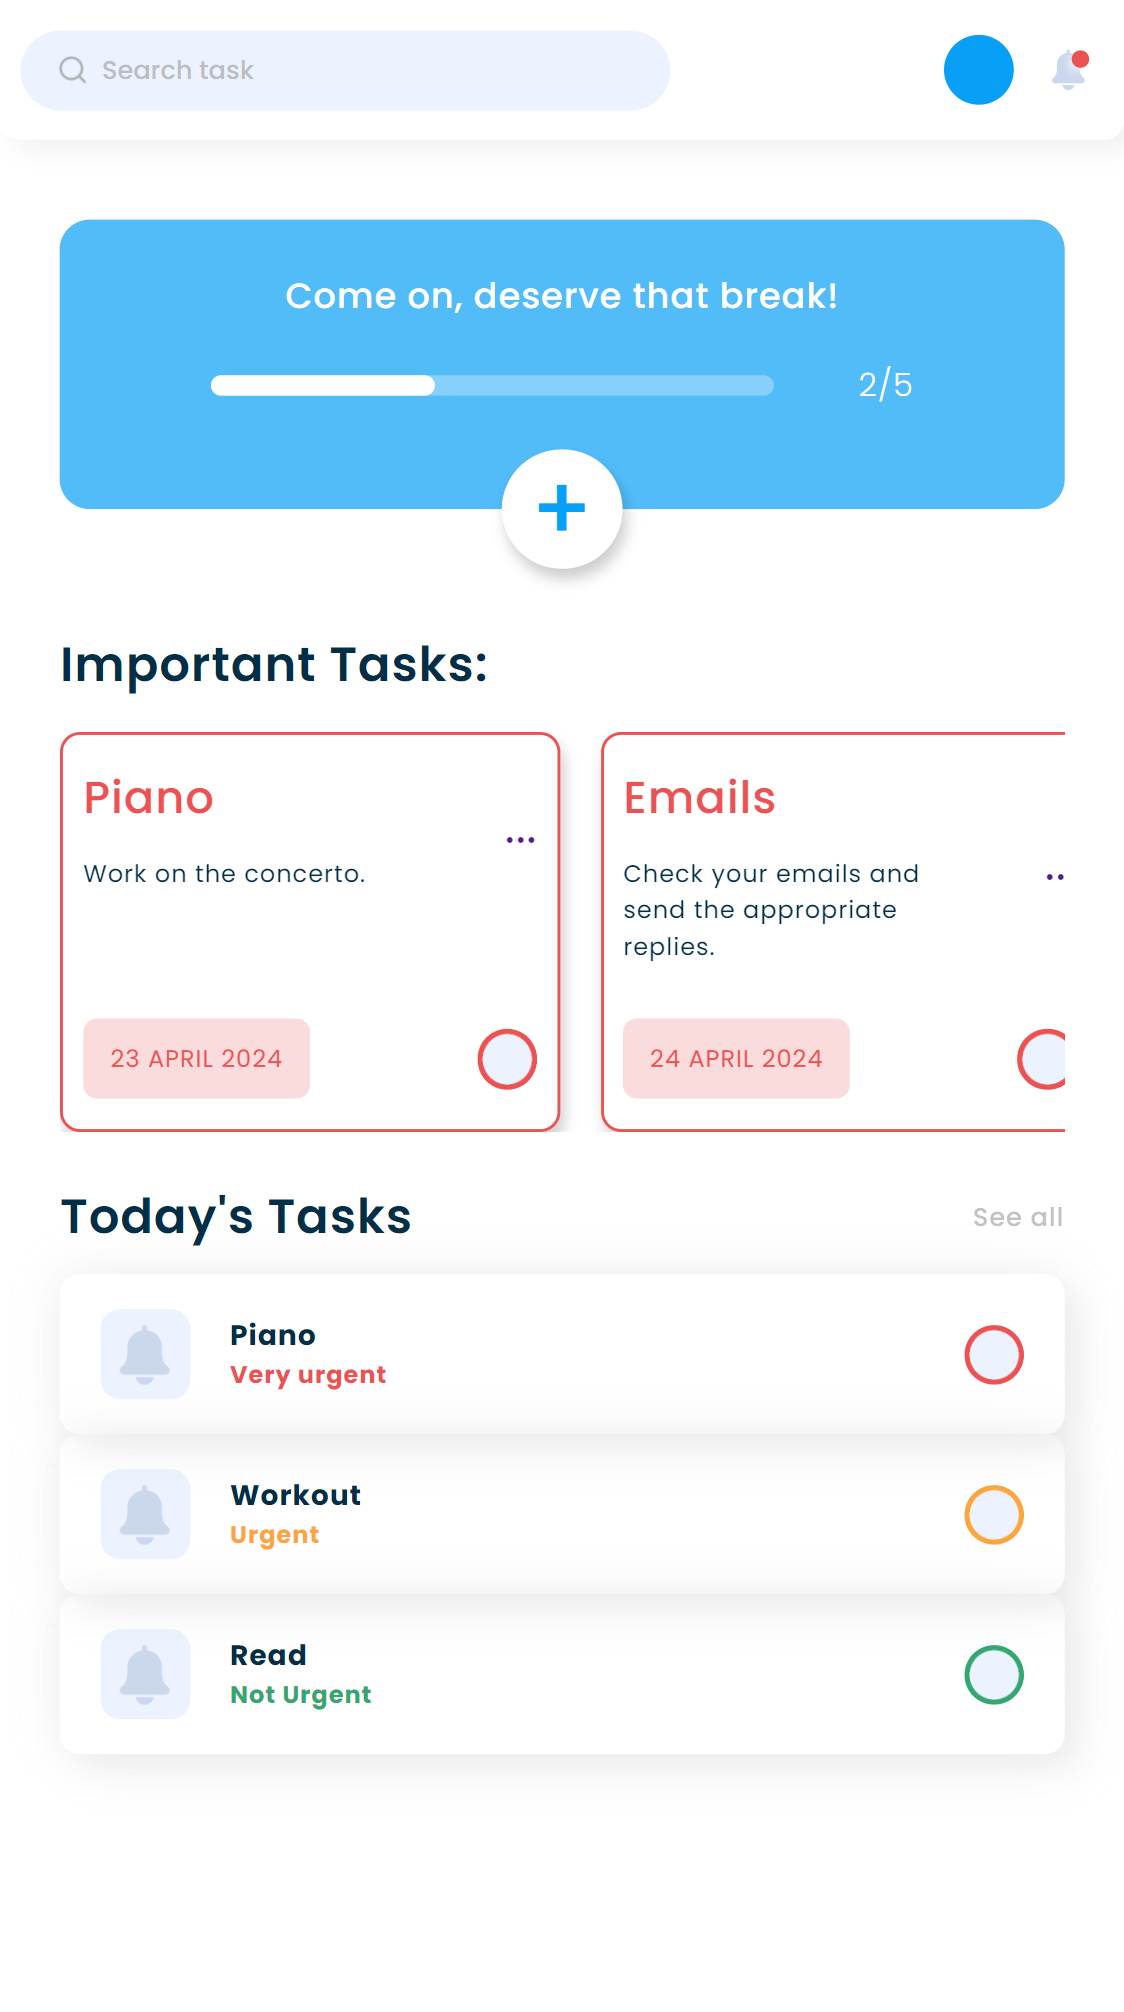 Search task
Come on, deserve that break!
2/5
Important Tasks:
Piano
Work on the concerto.
23 APRIL 2024
Emails
Check your emails and
send the appropriate
replies.
24 APRIL 2024
Today's Tasks
See all
Piano
Very urgent
Workout
Urgent
Read
Not Urgent